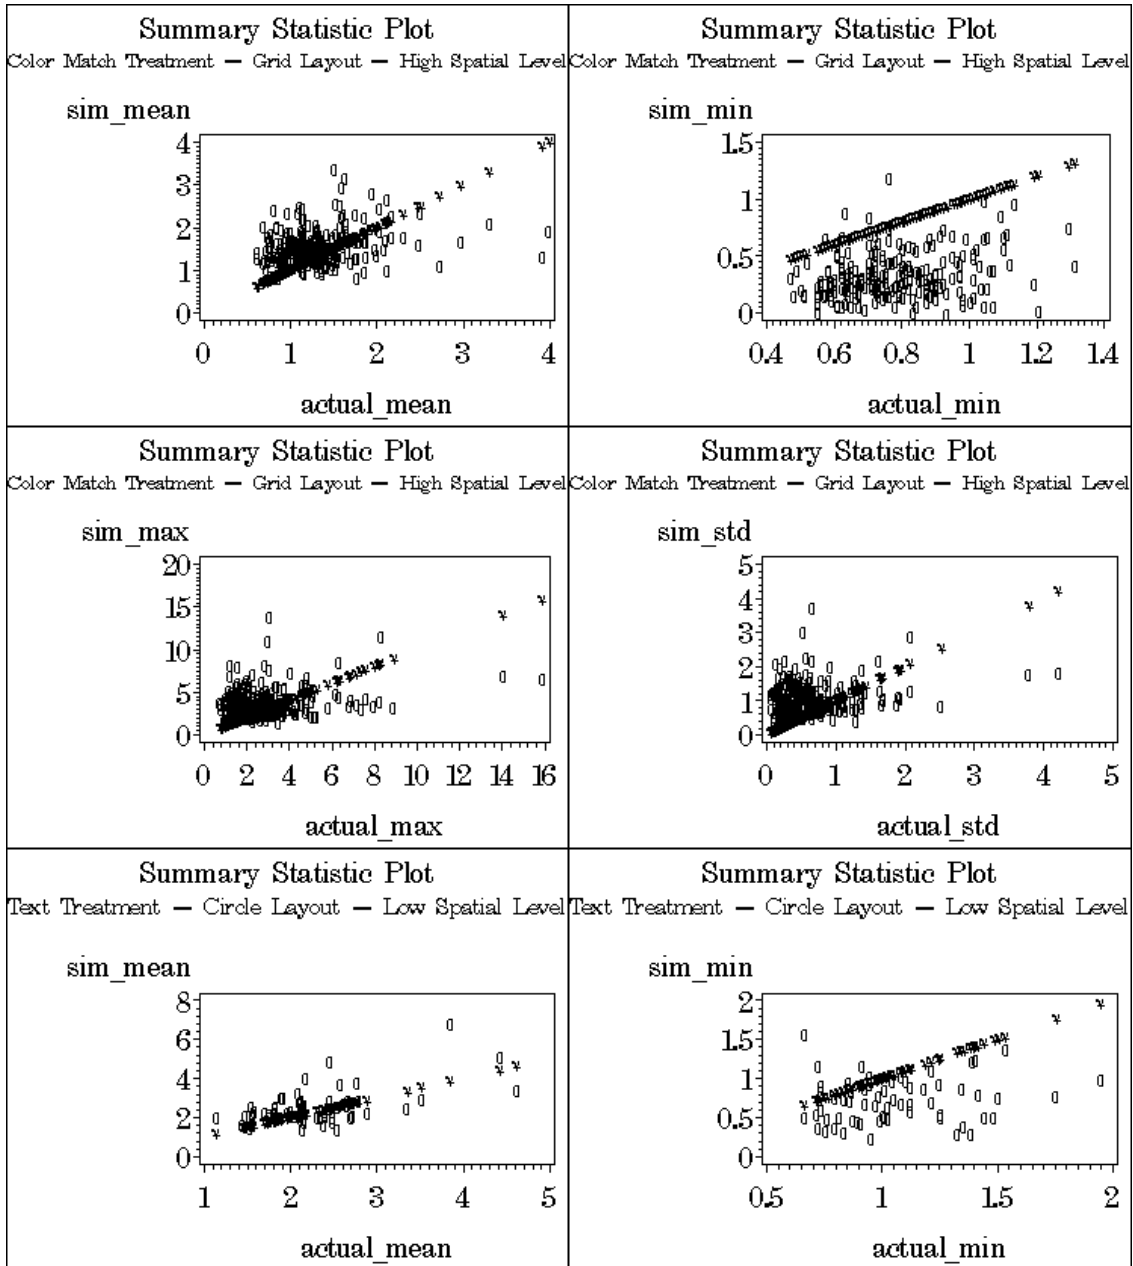 Summary Statistic Plot
Color Match Treatment — Grid Layout — High Spatial Level
sim_mean
4
3
2
1
0
0 1 2 3 4
actual_mean
Summary Statistic Plot
Color Match Treatment — Grid Layout — High Spatial Level
sim_min
1.5
1
0.5
0
0.4 0.6 0.8 1 1.2 1.4
actual_min
Summary Statistic Plot
Color Match Treatment — Grid Layout — High Spatial Level
sim_max
20
15
10
5
0
0 2 4 6 8 10 12 14 16
actual_max
Summary Statistic Plot
Color Match Treatment — Grid Layout — High Spatial Level
sim_std
5
4
3
2
1
0
0 1 2 3 4 5
actual_std
Summary Statistic Plot
Text Treatment — Circle Layout — Low Spatial Level
sim_mean
8
6
4
2
0
1 2 3 4 5
actual_mean
Summary Statistic Plot
Text Treatment — Circle Layout — Low Spatial Level
sim_min
2
1.5
1
0.5
0
0.5 1 1.5 2
actual_min